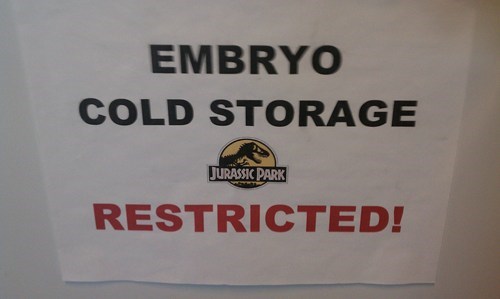 EMBRYO
COLD STORAGE
JURASSIC PARK
RESTRICTED!